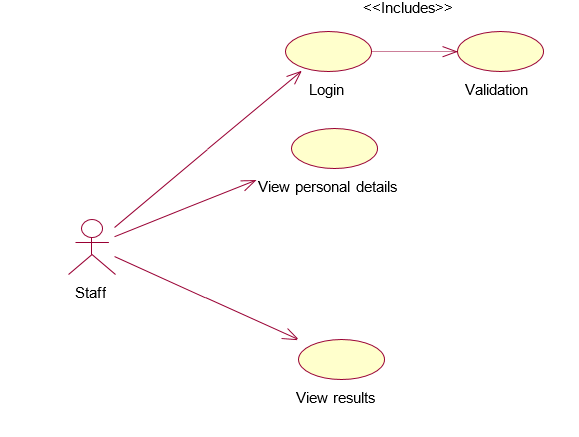 <<Includes>>
Login
Validation
View personal details
Staff
View results